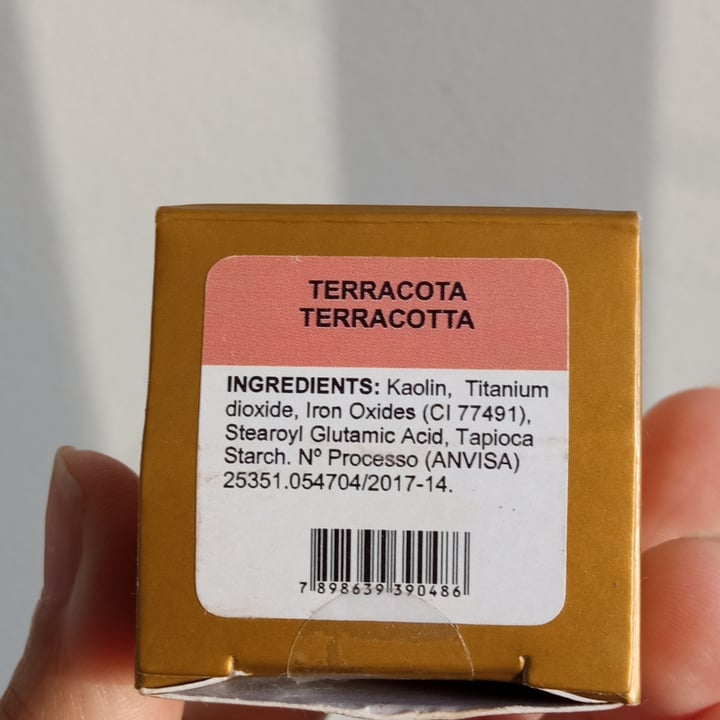 TERRACOTA
TERRACOTTA
INGREDIENTS: Kaolin, Titanium
dioxide, Iron Oxides (CI 77491),
Stearoyl Glutamic Acid, Tapioca
Starch. Nº Processo (ANVISA)
25351.054704/2017-14.
7 898639 390486